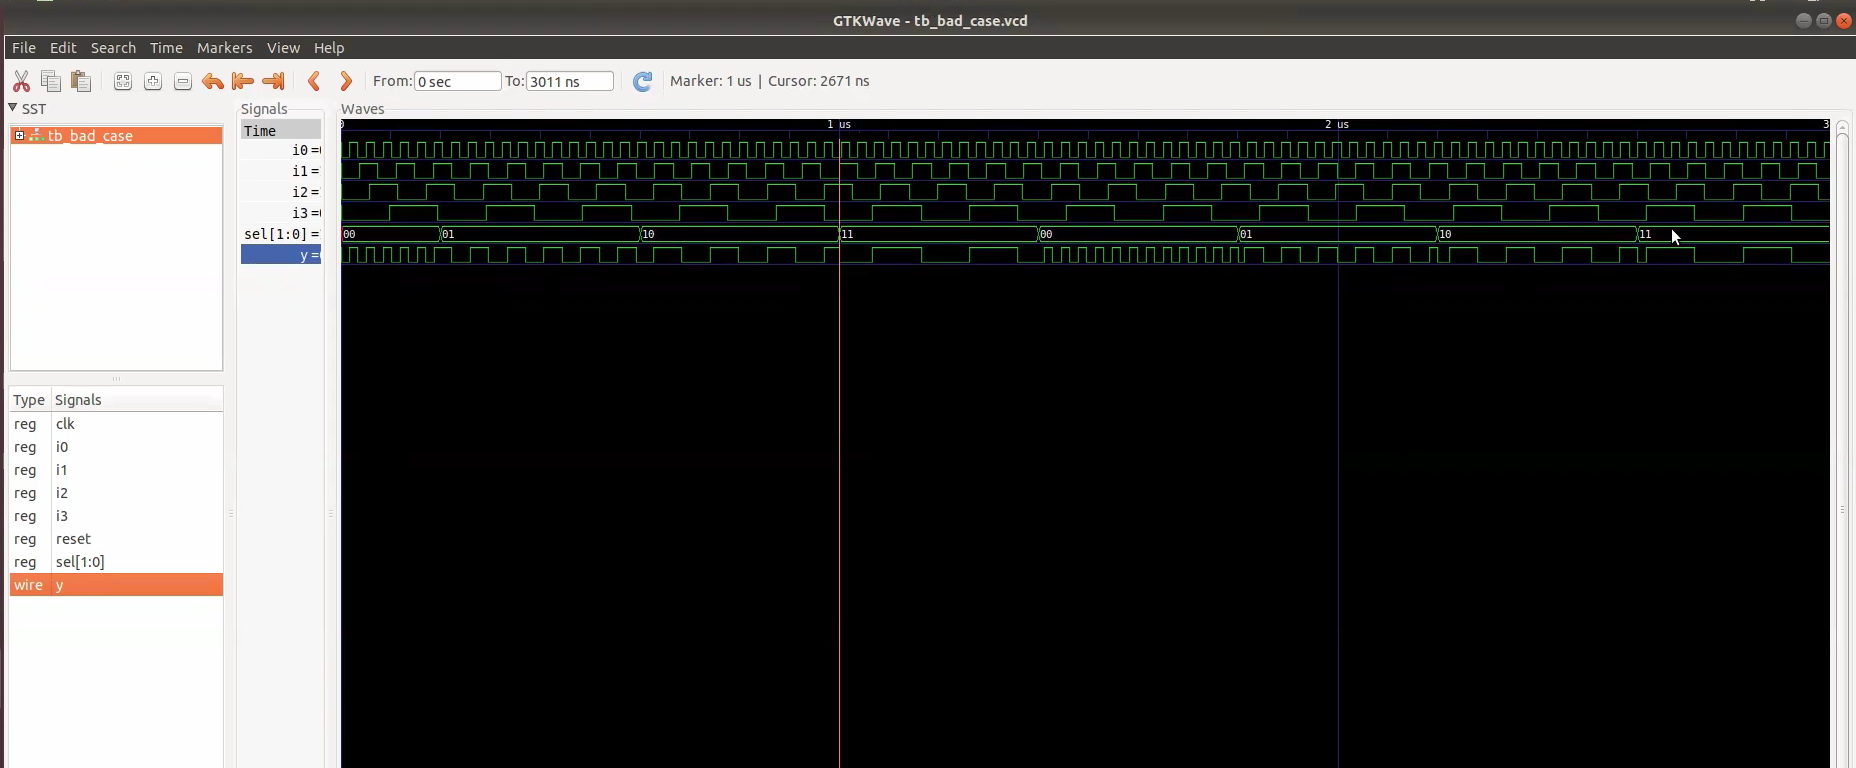 GTKWave - tb_bad_case.vcd
File Edit Search Time Markers View Help
From: 0 sec To: 3011 ns Marker: 1 us | Cursor: 2671 ns
SST
tb_bad_case
Type Signals
reg clk
reg i0
reg i1
reg i2
reg i3
reg reset
reg sel[1:0]
wire y
Signals
Time
i0 =
i1 =
i2 =
i3 =
sel[1:0] =
y =
Waves
0 1 us 2 us 3
00 01 10 11 00 01 10 11